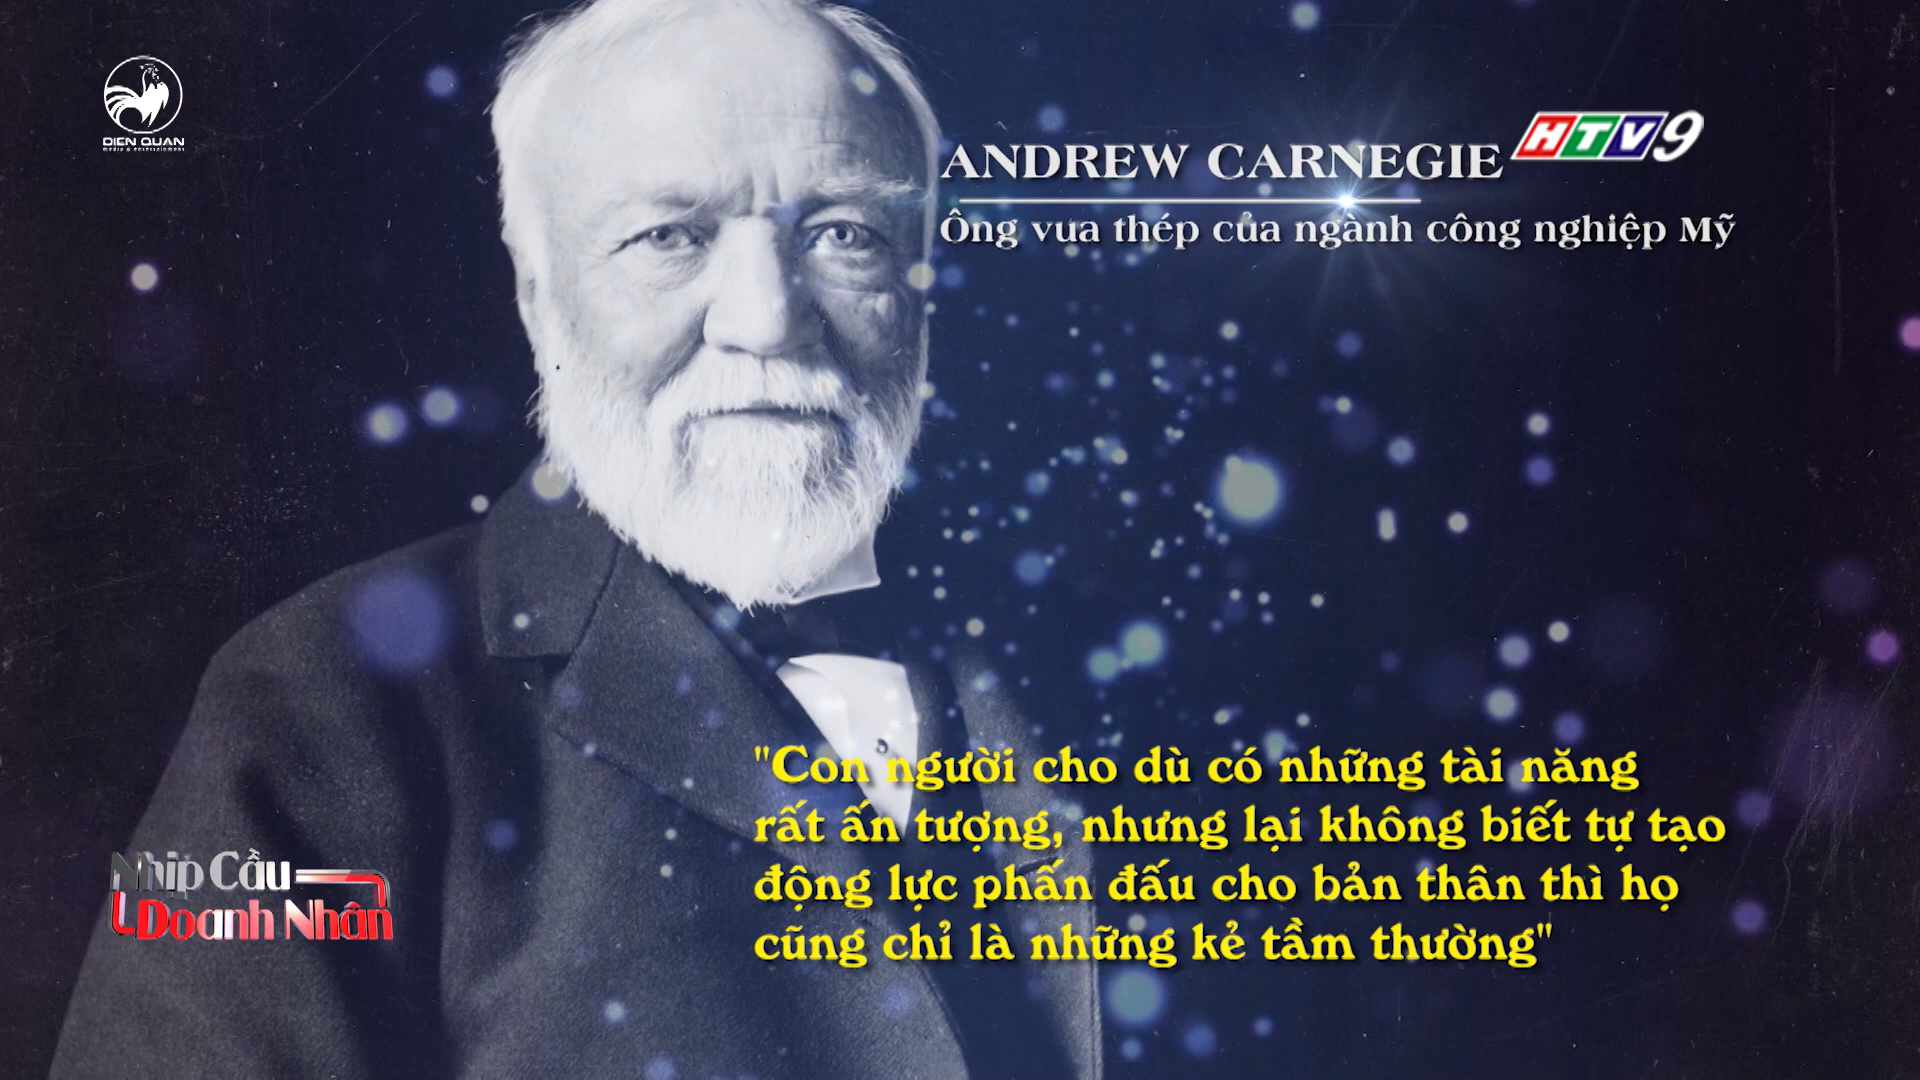 DIEN QUAN
media & entertainment
HTV9
ANDREW CARNEGIE
Ông vua thép của ngành công nghiệp Mỹ
"Con người cho dù có những tài năng
rất ấn tượng, nhưng lại không biết tự tạo
động lực phấn đấu cho bản thân thì họ
cũng chỉ là những kẻ tầm thường"
Nhịp Cầu
Doanh Nhân